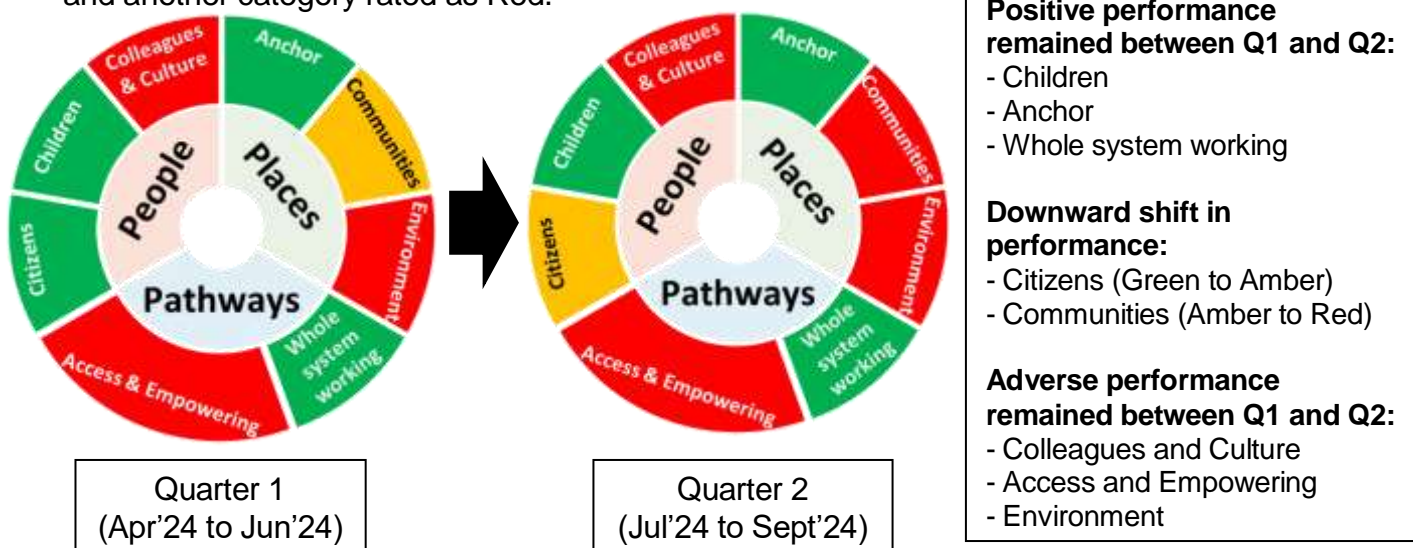 and another category rated as Red.
Colleagues
& Culture
Anchor
Communities
Environment
Whole
system
working
Access & Empowering
Citizens
Children
People
Places
Pathways
Quarter 1
(Apr'24 to Jun'24)
Colleagues
& Culture
Anchor
Communities
Environment
Whole
system
working
Access & Empowering
Citizens
Children
People
Places
Pathways
Quarter 2
(Jul'24 to Sept'24)
Positive performance
remained between Q1 and Q2:
- Children
- Anchor
- Whole system working
Downward shift in
performance:
- Citizens (Green to Amber)
- Communities (Amber to Red)
Adverse performance
remained between Q1 and Q2:
- Colleagues and Culture
- Access and Empowering
- Environment